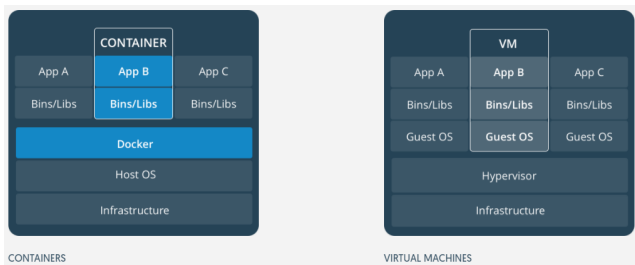 CONTAINER
App A App B App C
Bins/Libs Bins/Libs Bins/Libs
Docker
Host OS
Infrastructure
CONTAINERS
VM
App A App B App C
Bins/Libs Bins/Libs Bins/Libs
Guest OS Guest OS Guest OS
Hypervisor
Infrastructure
VIRTUAL MACHINES